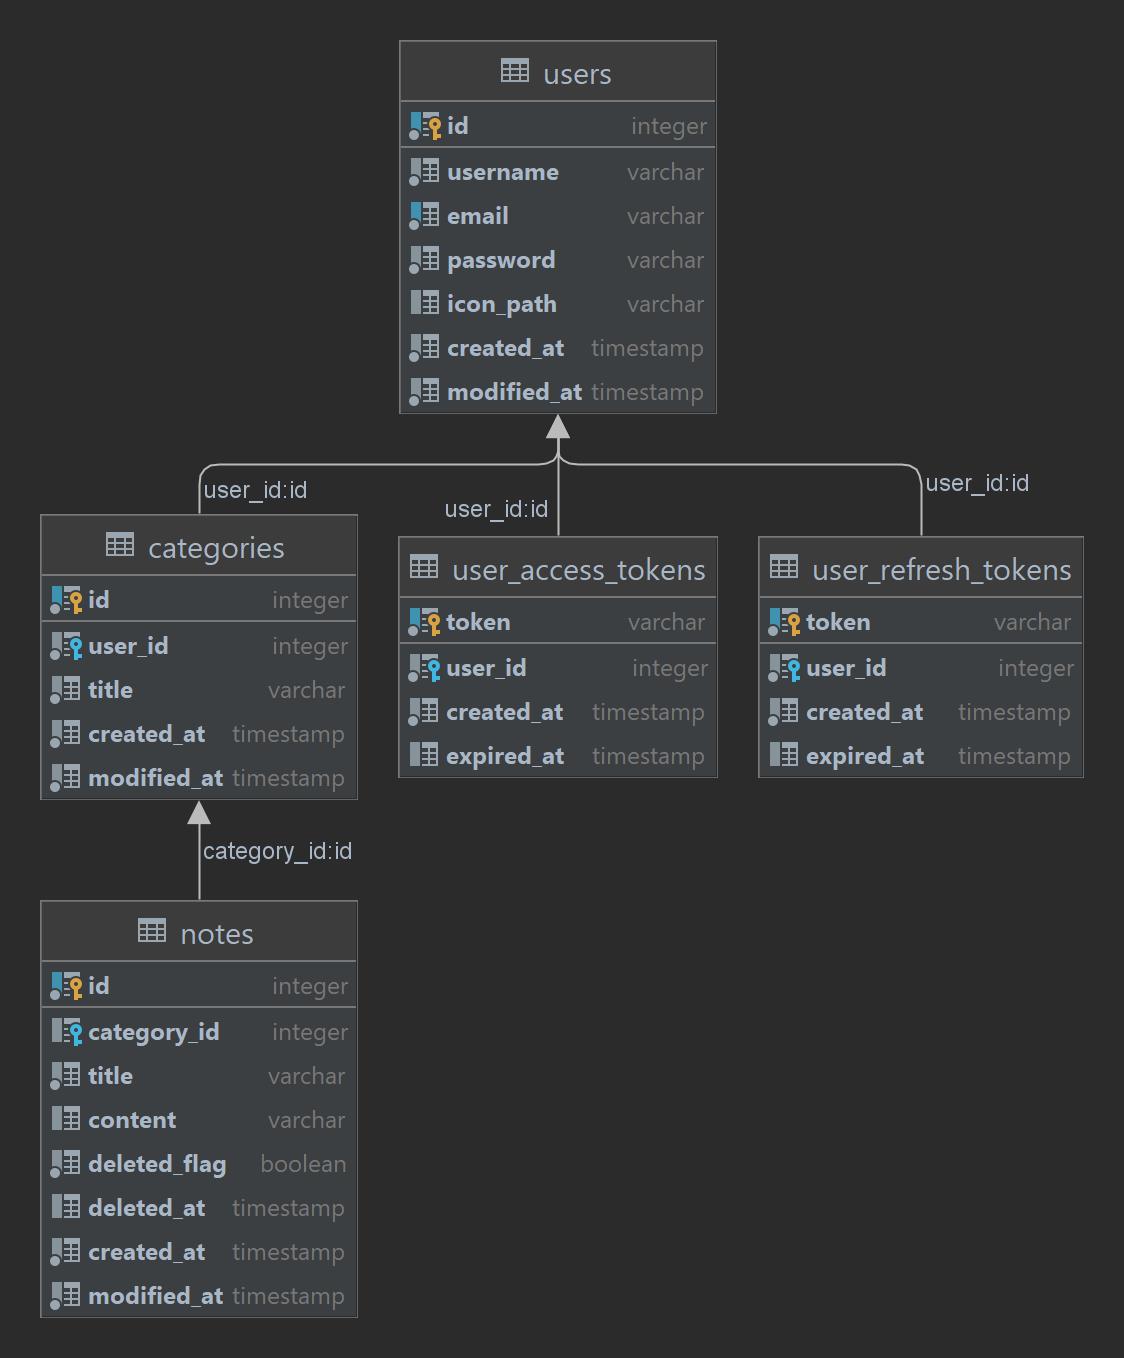 users
id integer
username varchar
email varchar
password varchar
icon_path varchar
created_at timestamp
modified_at timestamp
user_id:id
user_id:id
user_id:id
categories
id integer
user_id integer
title varchar
created_at timestamp
modified_at timestamp
user_access_tokens
token varchar
user_id integer
created_at timestamp
expired_at timestamp
user_refresh_tokens
token varchar
user_id integer
created_at timestamp
expired_at timestamp
category_id:id
notes
id integer
category_id integer
title varchar
content varchar
deleted_flag boolean
deleted_at timestamp
created_at timestamp
modified_at timestamp